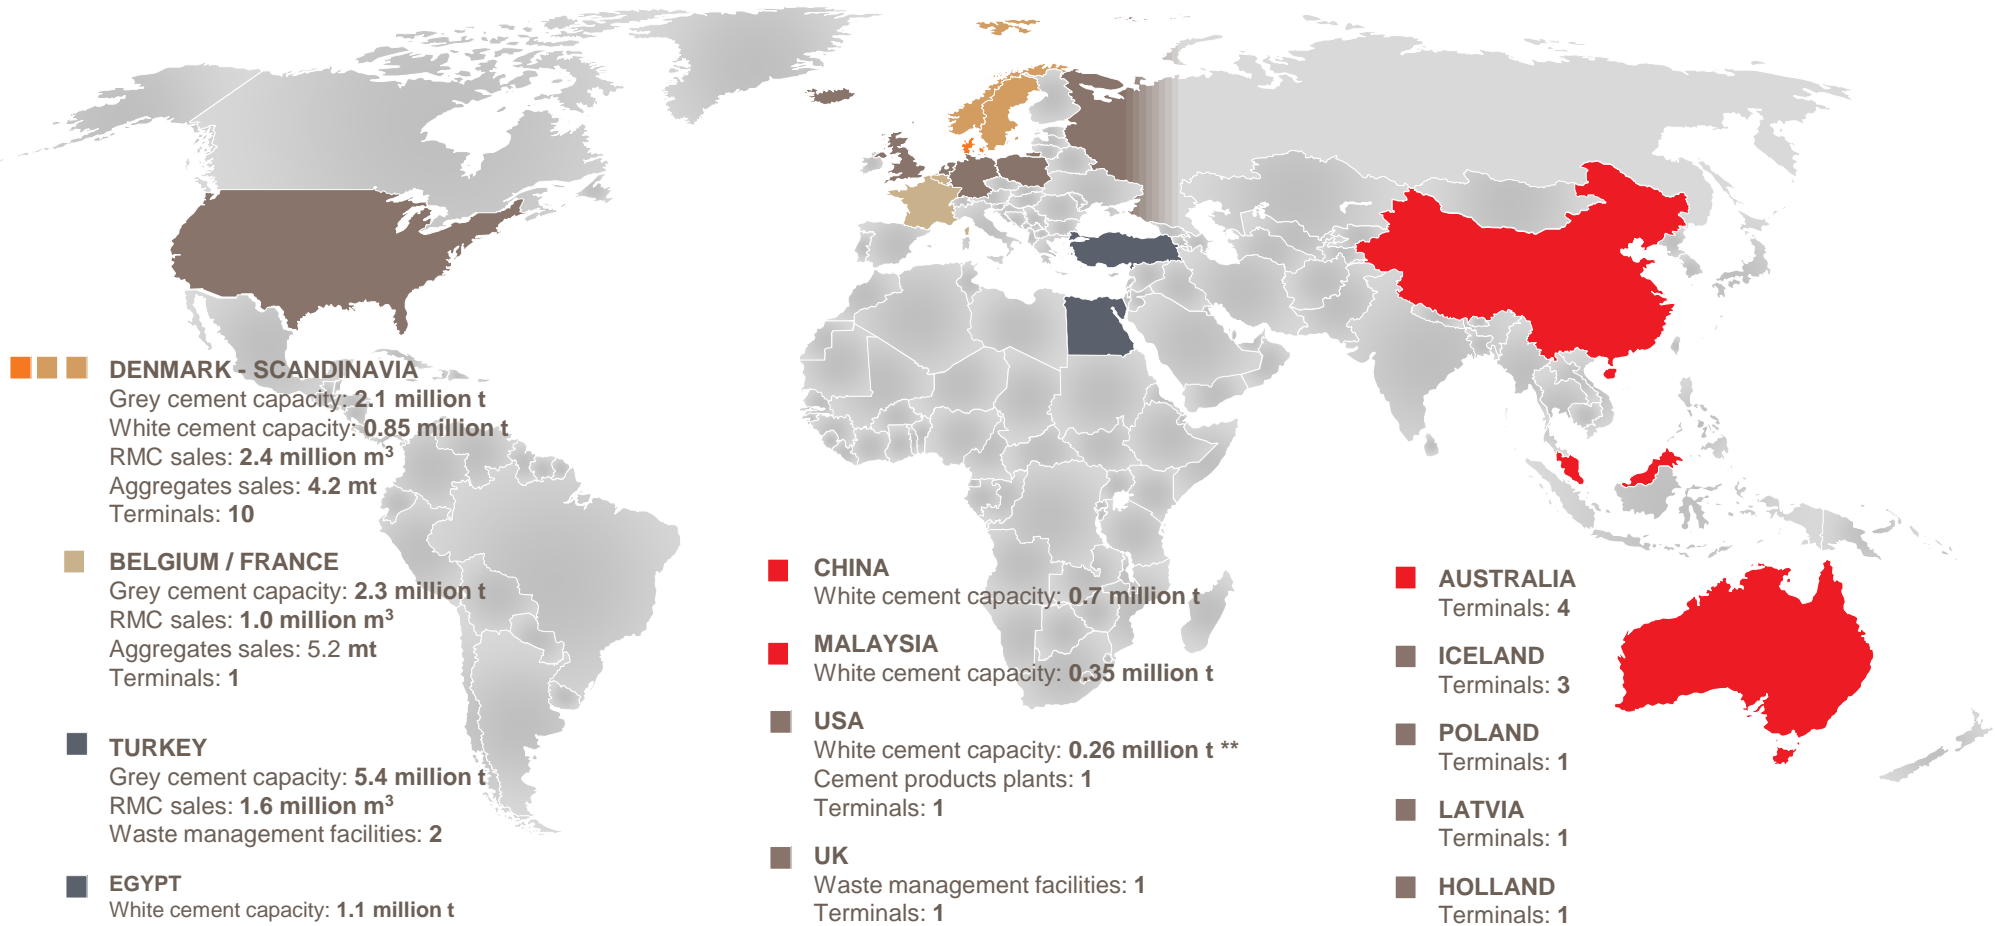 DENMARK - SCANDINAVIA
Grey cement capacity: 2.1 million t
White cement capacity: 0.85 million t
RMC sales: 2.4 million m³
Aggregates sales: 4.2 mt
Terminals: 10
BELGIUM / FRANCE
Grey cement capacity: 2.3 million t
RMC sales: 1.0 million m³
Aggregates sales: 5.2 mt
Terminals: 1
TURKEY
Grey cement capacity: 5.4 million t
RMC sales: 1.6 million m³
Waste management facilities: 2
EGYPT
White cement capacity: 1.1 million t
CHINA
White cement capacity: 0.7 million t
MALAYSIA
White cement capacity: 0.35 million t
USA
White cement capacity: 0.26 million t **
Cement products plants: 1
Terminals: 1
UK
Waste management facilities: 1
Terminals: 1
AUSTRALIA
Terminals: 4
ICELAND
Terminals: 3
POLAND
Terminals: 1
LATVIA
Terminals: 1
HOLLAND
Terminals: 1